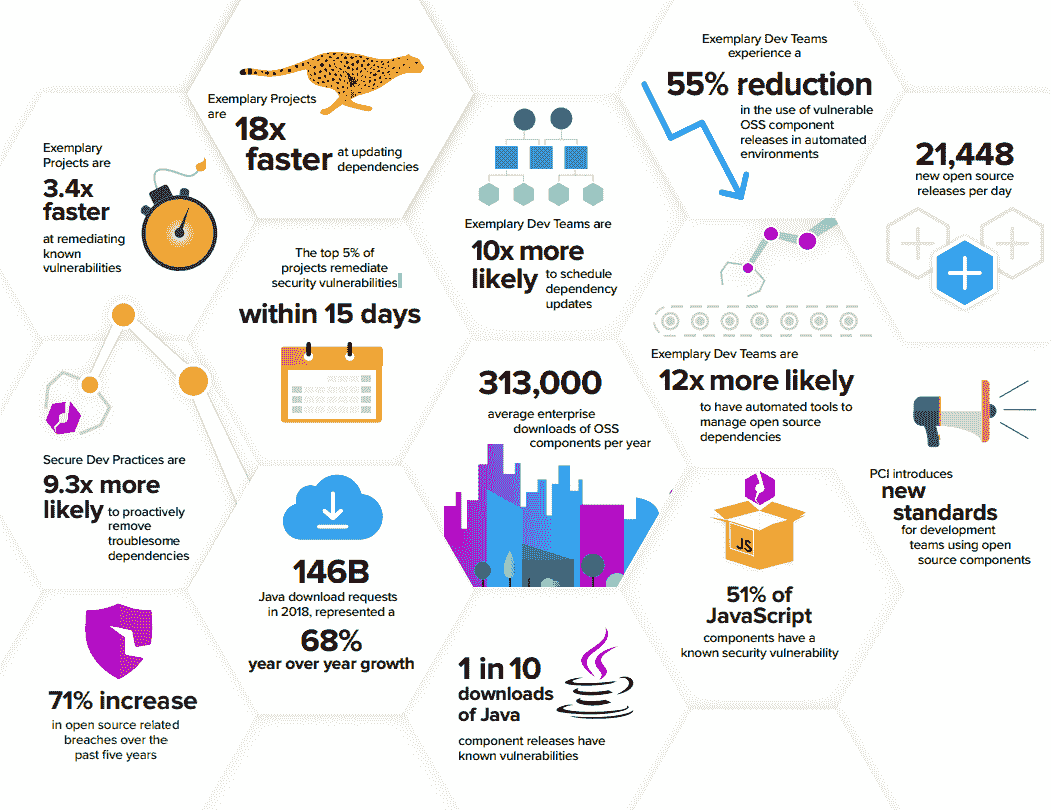 Exemplary Dev Teams
experience a
55% reduction
in the use of vulnerable
OSS component
releases in automated
environments
Exemplary Projects
are
18x
faster at updating
dependencies
Exemplary
Projects are
3.4x
faster
at remediating
known
vulnerabilities
21,448
new open source
releases per day
Exemplary Dev Teams are
10x more
likely to schedule
dependency
updates
The top 5% of
projects remediate
security vulnerabilities
within 15 days
Exemplary Dev Teams are
12x more likely
to have automated tools to
manage open source
dependencies
313,000
average enterprise
downloads of OSS
components per year
Secure Dev Practices are
9.3x more
likely to proactively
remove
troublesome
dependencies
PCI introduces
new
standards
for development
teams using open
source components
146B
Java download requests
in 2018, represented a
68%
year over year growth
JS
51% of
JavaScript
components have a
known security vulnerability
71% increase
in open source related
breaches over the
past five years
1 in 10
downloads
of Java
component releases have
known vulnerabilities